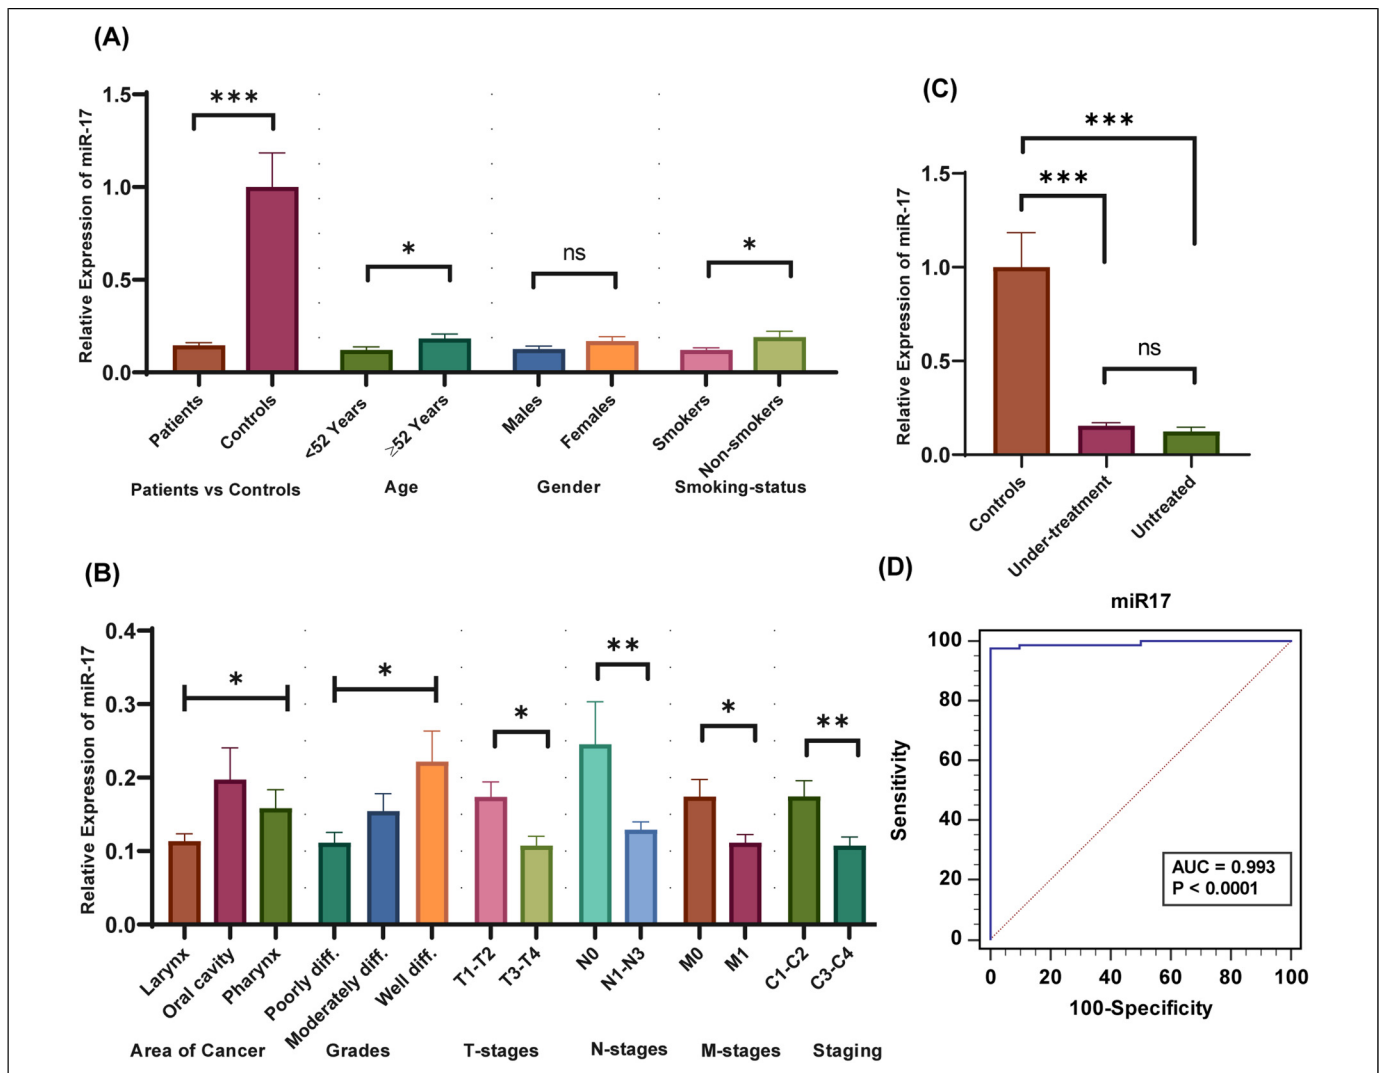 (A)
Relative Expression of miR-17
1.5
1.0
0.5
0.0
***
*
ns
*
Patients
Controls
<52 Years
≥52 Years
Males
Females
Smokers
Non-smokers
Patients vs Controls
Age
Gender
Smoking-status
(B)
Relative Expression of miR-17
0.4
0.3
0.2
0.1
0.0
*
*
*
**
*
**
Larynx
Oral cavity
Pharynx
Poorly diff.
Moderately diff.
Well diff.
T1-T2
T3-T4
N0
N1-N3
M0
M1
C1-C2
C3-C4
Area of Cancer
Grades
T-stages
N-stages
M-stages
Staging
(C)
Relative Expression of miR-17
1.5
1.0
0.5
0.0
***
***
ns
Controls
Under-treatment
Untreated
(D)
miR17
Sensitivity
100
80
60
40
20
0
AUC = 0.993
P < 0.0001
0 20 40 60 80 100
100-Specificity